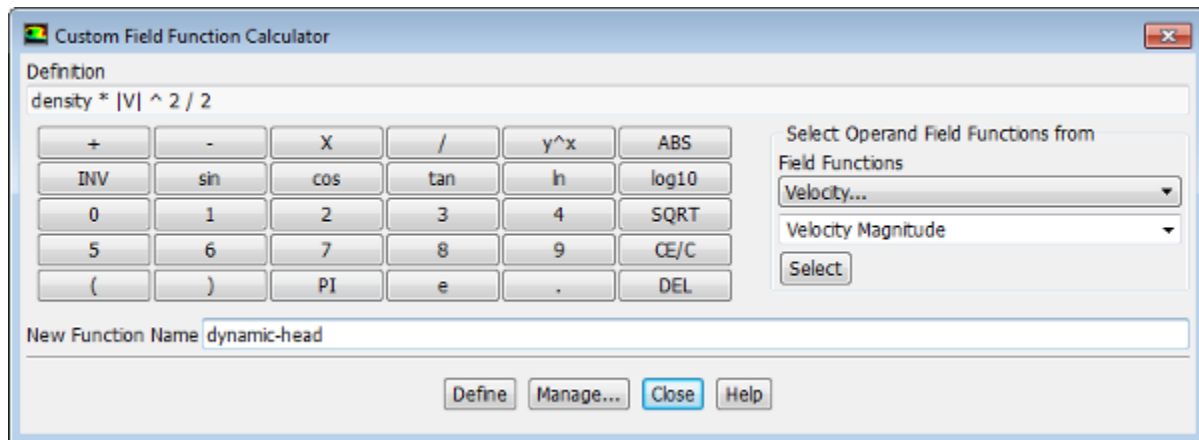 Custom Field Function Calculator
Definition
density * |V| ^ 2 / 2
+ - X / y^x ABS
INV sin cos tan ln log10
0 1 2 3 4 SQRT
5 6 7 8 9 CE/C
( ) PI e . DEL
Select Operand Field Functions from
Field Functions
Velocity...
Velocity Magnitude
Select
New Function Name dynamic-head
Define Manage... Close Help